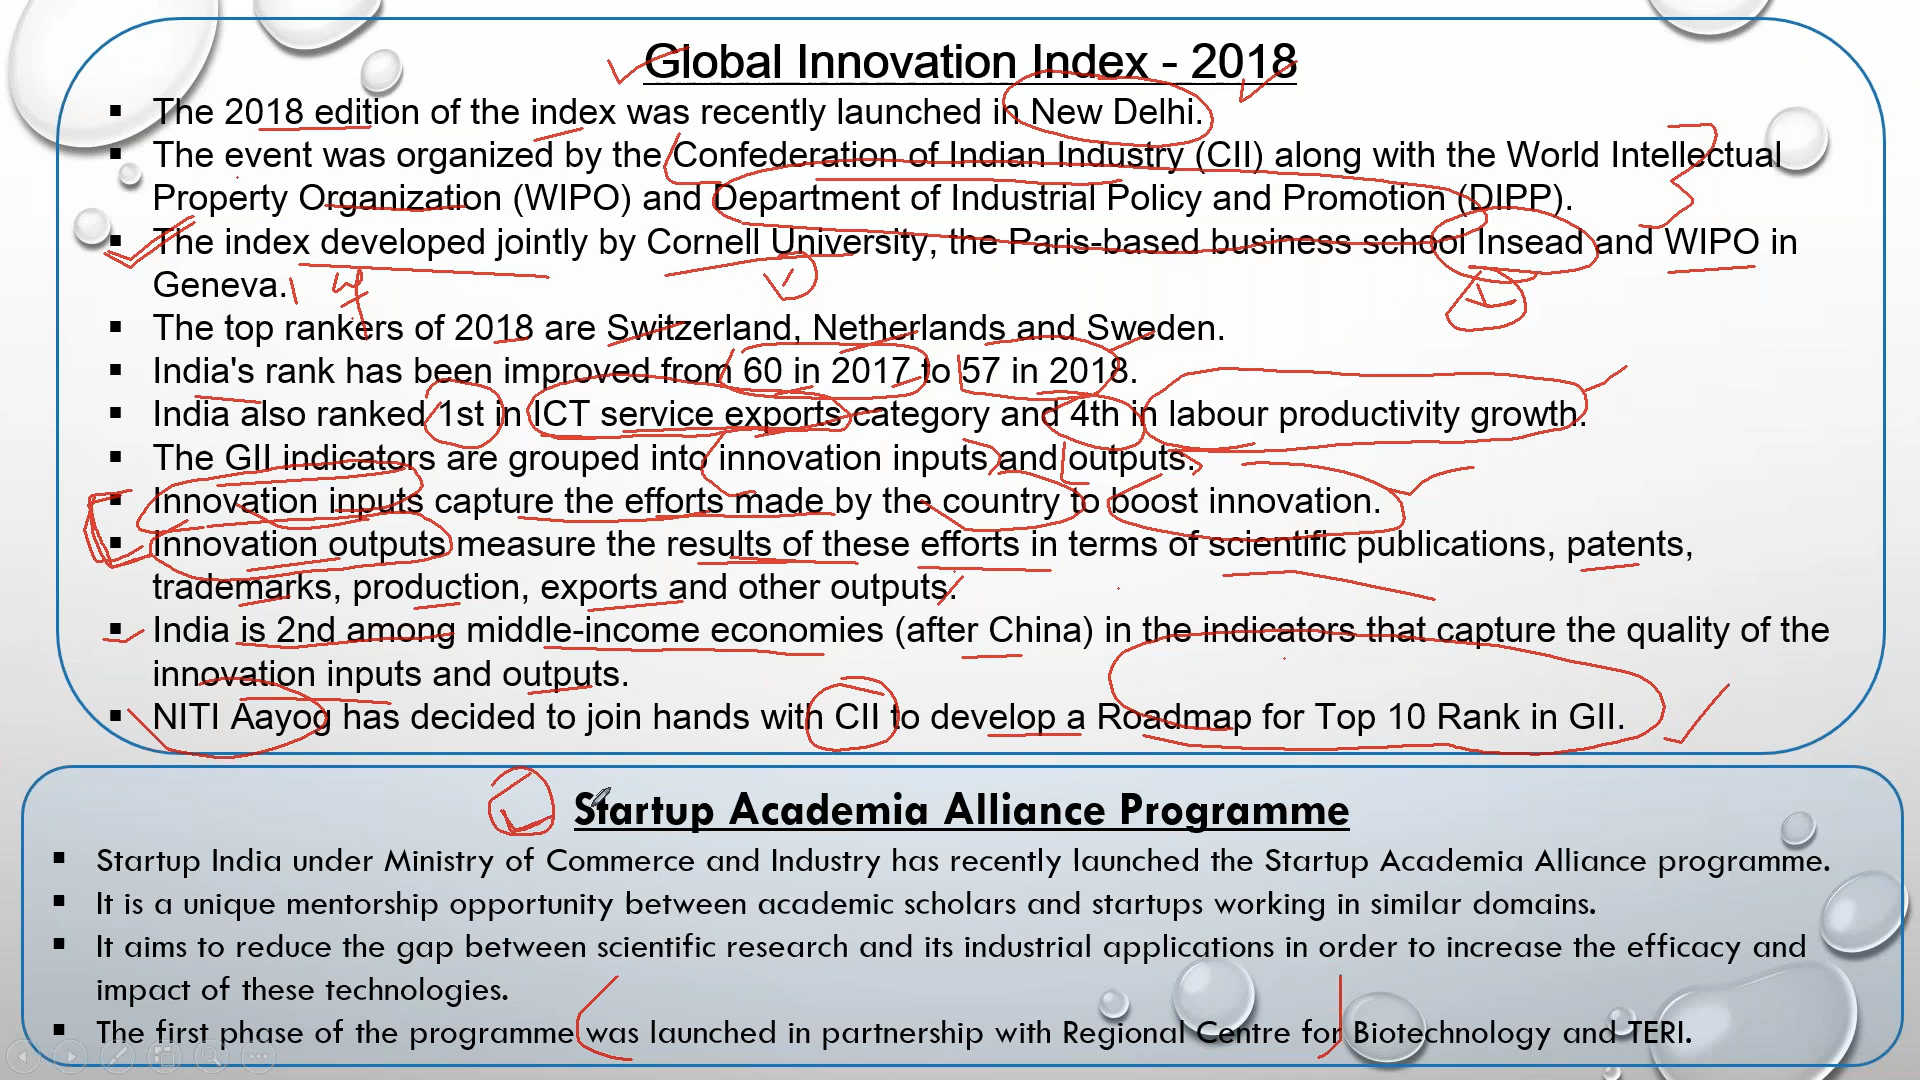 Global Innovation Index - 2018
▪ The 2018 edition of the index was recently launched in New Delhi.
▪ The event was organized by the Confederation of Indian Industry (CII) along with the World Intellectual
Property Organization (WIPO) and Department of Industrial Policy and Promotion (DIPP).
▪ The index developed jointly by Cornell University, the Paris-based business school Insead and WIPO in
Geneva.
▪ The top rankers of 2018 are Switzerland, Netherlands and Sweden.
▪ India's rank has been improved from 60 in 2017 to 57 in 2018.
▪ India also ranked 1st in ICT service exports category and 4th in labour productivity growth.
▪ The GII indicators are grouped into innovation inputs and outputs.
▪ Innovation inputs capture the efforts made by the country to boost innovation.
▪ Innovation outputs measure the results of these efforts in terms of scientific publications, patents,
trademarks, production, exports and other outputs.
▪ India is 2nd among middle-income economies (after China) in the indicators that capture the quality of the
innovation inputs and outputs.
▪ NITI Aayog has decided to join hands with CII to develop a Roadmap for Top 10 Rank in GII.
Startup Academia Alliance Programme
▪ Startup India under Ministry of Commerce and Industry has recently launched the Startup Academia Alliance programme.
▪ It is a unique mentorship opportunity between academic scholars and startups working in similar domains.
▪ It aims to reduce the gap between scientific research and its industrial applications in order to increase the efficacy and
impact of these technologies.
▪ The first phase of the programme was launched in partnership with Regional Centre for Biotechnology and TERI.